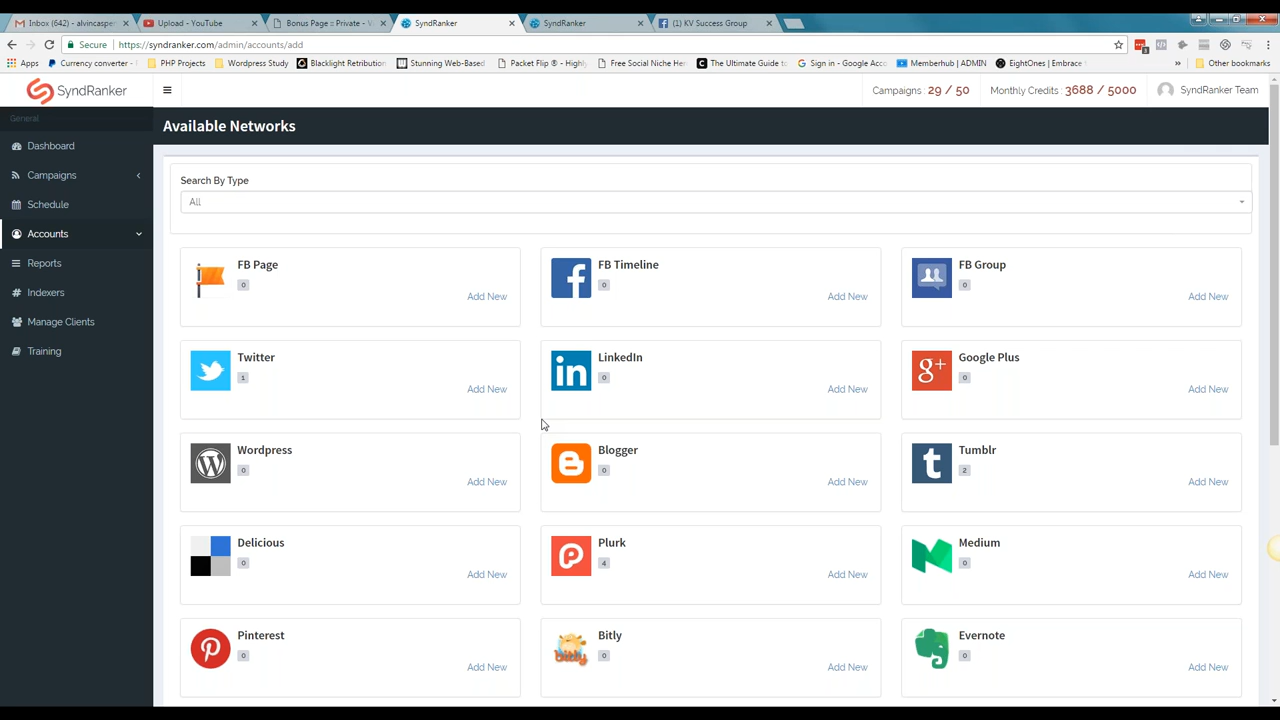 Inbox (642) - alvincaspe
Upload - YouTube
Bonus Page :: Private - V
SyndRanker
SyndRanker
(1) KV Success Group
Secure
https://syndranker.com/admin/accounts/add
Apps
Currency converter -
PHP Projects
Wordpress Study
Blacklight Retribution
Stunning Web-Based
Packet Flip ® - Highly
Free Social Niche Her
The Ultimate Guide to
Sign in - Google Acco
Memberhub | ADMIN
EightOnes | Embrace
»
Other bookmarks
SyndRanker
Campaigns : 29 / 50
Monthly Credits : 3688 / 5000
SyndRanker Team
General
Dashboard
Campaigns
Schedule
Accounts
Reports
Indexers
Manage Clients
Training
Available Networks
Search By Type
All
FB Page
0
Add New
FB Timeline
0
Add New
FB Group
0
Add New
Twitter
1
Add New
LinkedIn
0
Add New
Google Plus
0
Add New
Wordpress
0
Add New
Blogger
0
Add New
Tumblr
2
Add New
Delicious
0
Add New
Plurk
4
Add New
Medium
0
Add New
Pinterest
0
Add New
Bitly
0
Add New
Evernote
0
Add New